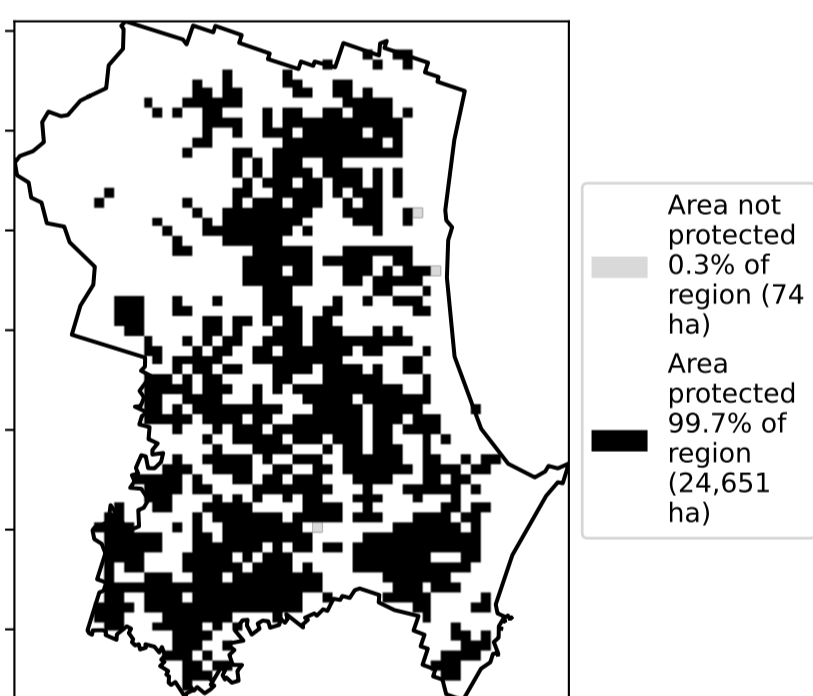 Area not
protected
0.3% of
region (74
ha)
Area
protected
99.7% of
region
(24,651
ha)